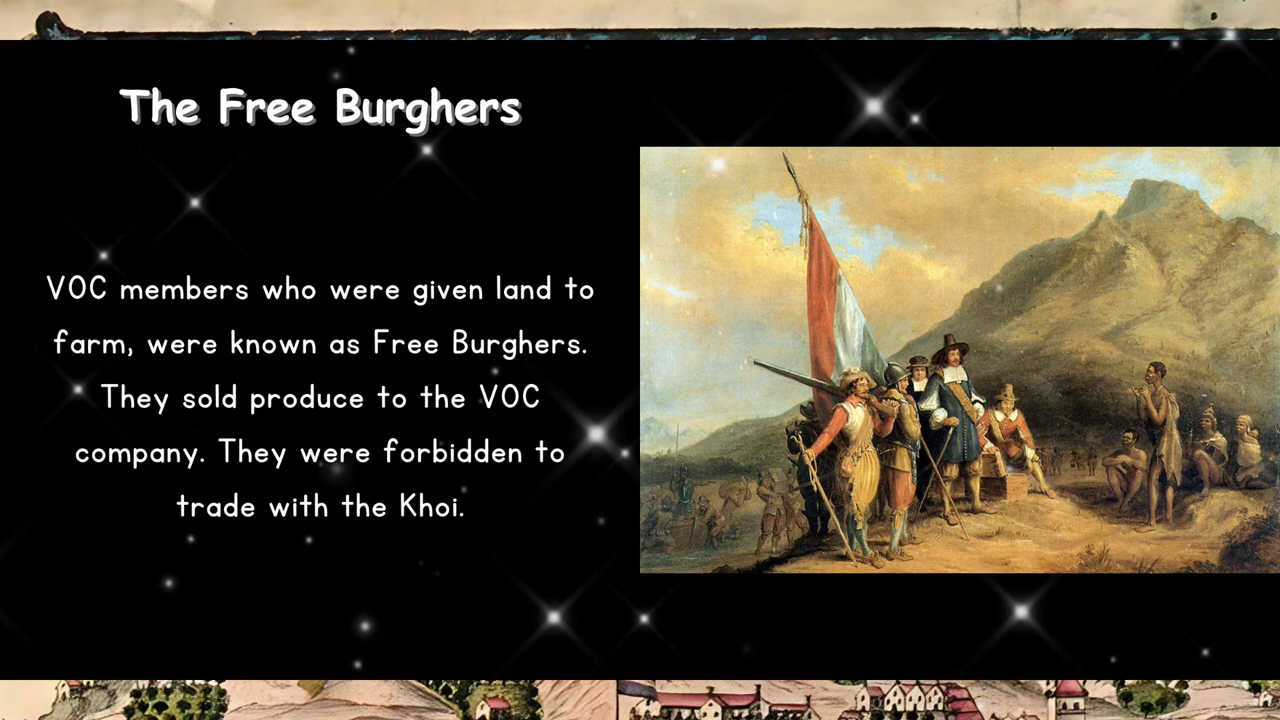 The Free Burghers
VOC members who were given land to
farm, were known as Free Burghers.
They sold produce to the VOC
company. They were forbidden to
trade with the Khoi.